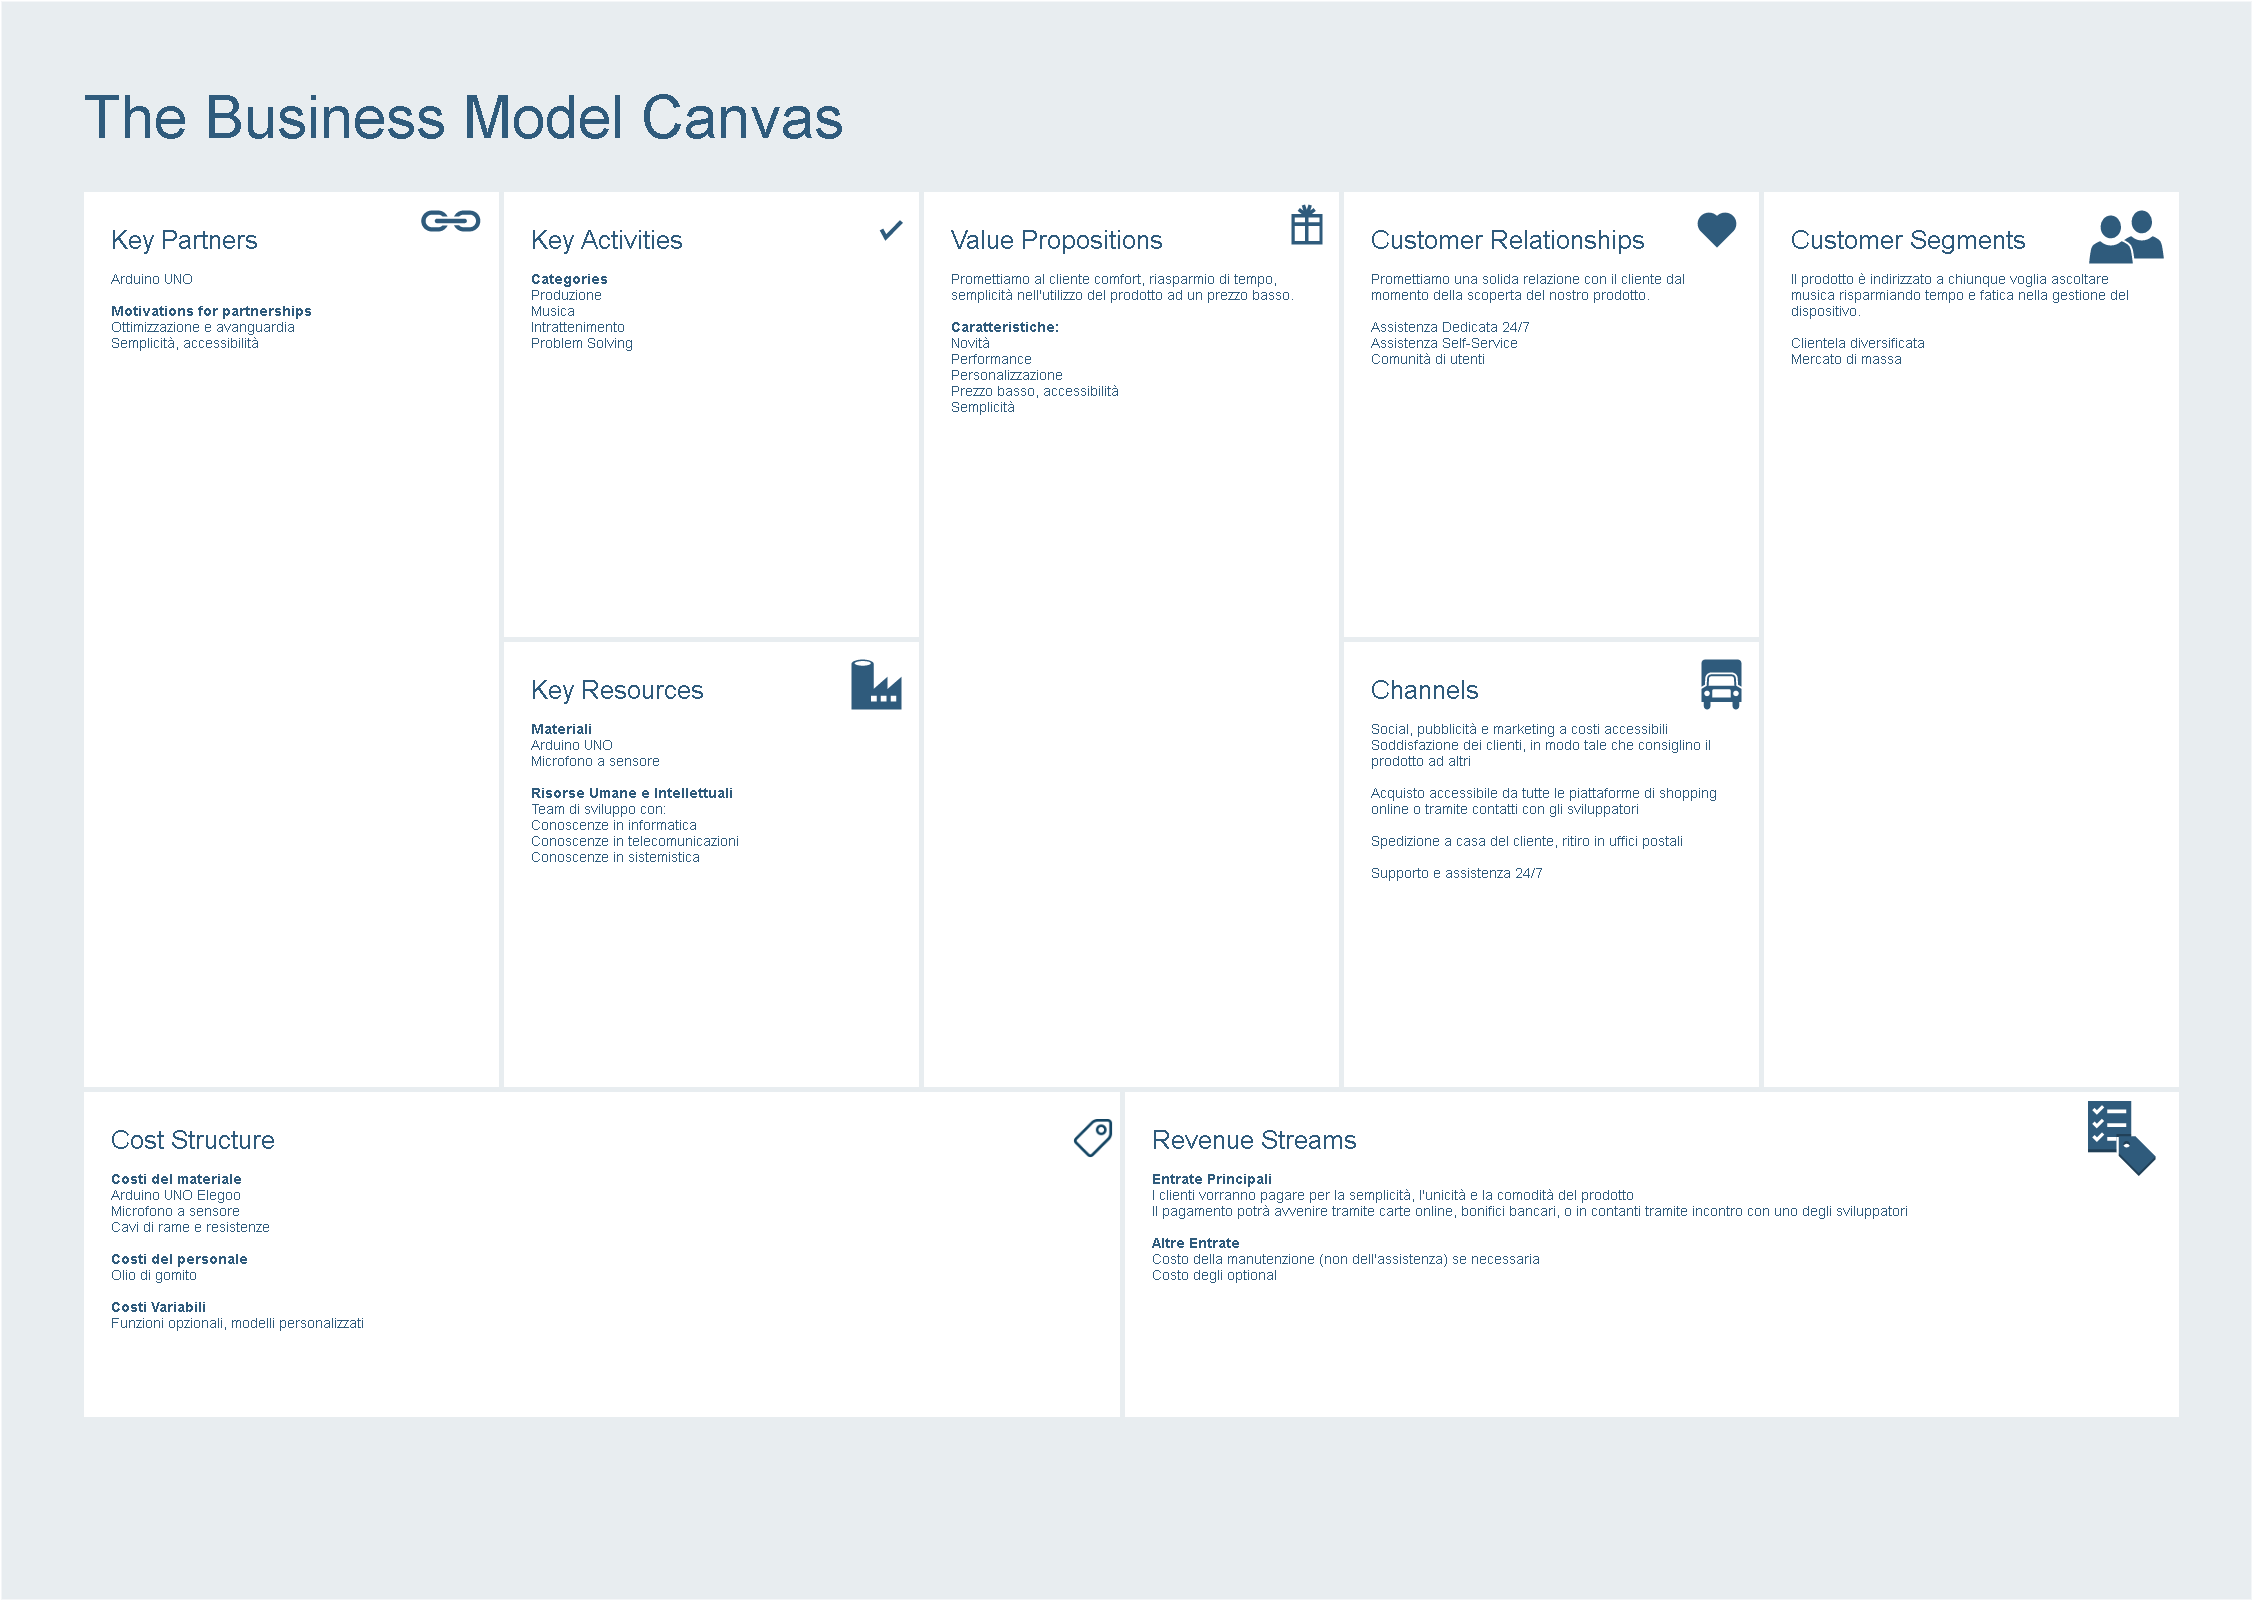 The Business Model Canvas
Key Partners
Arduino UNO
Motivations for partnerships
Ottimizzazione e avanguardia
Semplicità, accessibilità
Key Activities
Categories
Produzione
Musica
Intrattenimento
Problem Solving
Key Resources
Materiali
Arduino UNO
Microfono a sensore
Risorse Umane e Intellettuali
Team di sviluppo con:
Conoscenze in informatica
Conoscenze in telecomunicazioni
Conoscenze in sistemistica
Value Propositions
Promettiamo al cliente comfort, riasparmio di tempo,
semplicità nell'utilizzo del prodotto ad un prezzo basso.
Caratteristiche:
Novità
Performance
Personalizzazione
Prezzo basso, accessibilità
Semplicità
Customer Relationships
Promettiamo una solida relazione con il cliente dal
momento della scoperta del nostro prodotto.
Assistenza Dedicata 24/7
Assistenza Self-Service
Comunità di utenti
Channels
Social, pubblicità e marketing a costi accessibili
Soddisfazione dei clienti, in modo tale che consiglino il
prodotto ad altri
Acquisto accessibile da tutte le piattaforme di shopping
online o tramite contatti con gli sviluppatori
Spedizione a casa del cliente, ritiro in uffici postali
Supporto e assistenza 24/7
Customer Segments
Il prodotto è indirizzato a chiunque voglia ascoltare
musica risparmiando tempo e fatica nella gestione del
dispositivo.
Clientela diversificata
Mercato di massa
Cost Structure
Costi del materiale
Arduino UNO Elegoo
Microfono a sensore
Cavi di rame e resistenze
Costi del personale
Olio di gomito
Costi Variabili
Funzioni opzionali, modelli personalizzati
Revenue Streams
Entrate Principali
I clienti vorranno pagare per la semplicità, l'unicità e la comodità del prodotto
Il pagamento potrà avvenire tramite carte online, bonifici bancari, o in contanti tramite incontro con uno degli sviluppatori
Altre Entrate
Costo della manutenzione (non dell'assistenza) se necessaria
Costo degli optional